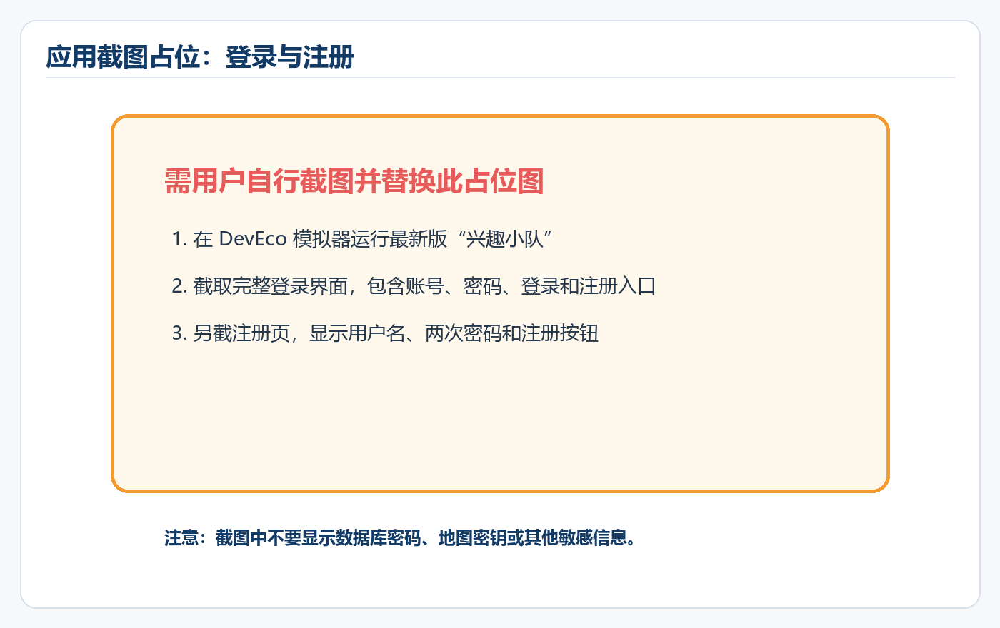 应用截图占位：登录与注册
需用户自行截图并替换此占位图
1. 在 DevEco 模拟器运行最新版“兴趣小队”
2. 截取完整登录界面，包含账号、密码、登录和注册入口
3. 另截注册页，显示用户名、两次密码和注册按钮
注意：截图中不要显示数据库密码、地图密钥或其他敏感信息。